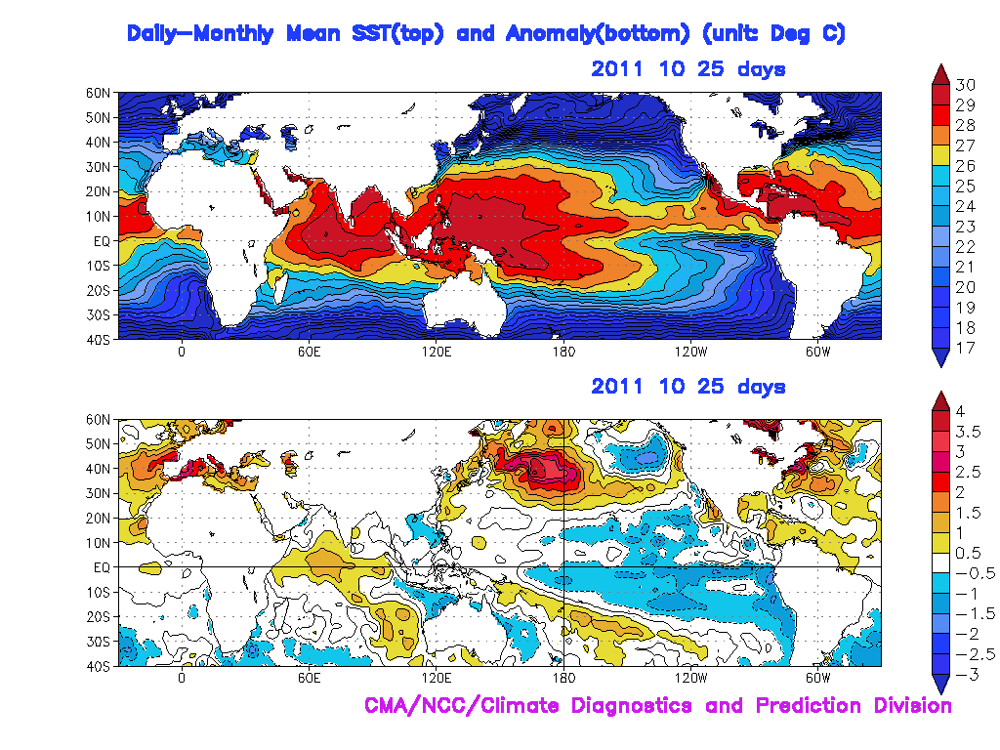 Daily-Monthly Mean SST(top) and Anomaly(bottom) (unit: Deg C)
2011 10 25 days
60N
50N
40N
30N
20N
10N
EQ
10S
20S
30S
40S
0 60E 120E 180 120W 60W
30
29
28
27
26
25
24
23
22
21
20
19
18
17
2011 10 25 days
60N
50N
40N
30N
20N
10N
EQ
10S
20S
30S
40S
0 60E 120E 180 120W 60W
4
3.5
3
2.5
2
1.5
1
0.5
-0.5
-1
-1.5
-2
-2.5
-3
CMA/NCC/Climate Diagnostics and Prediction Division